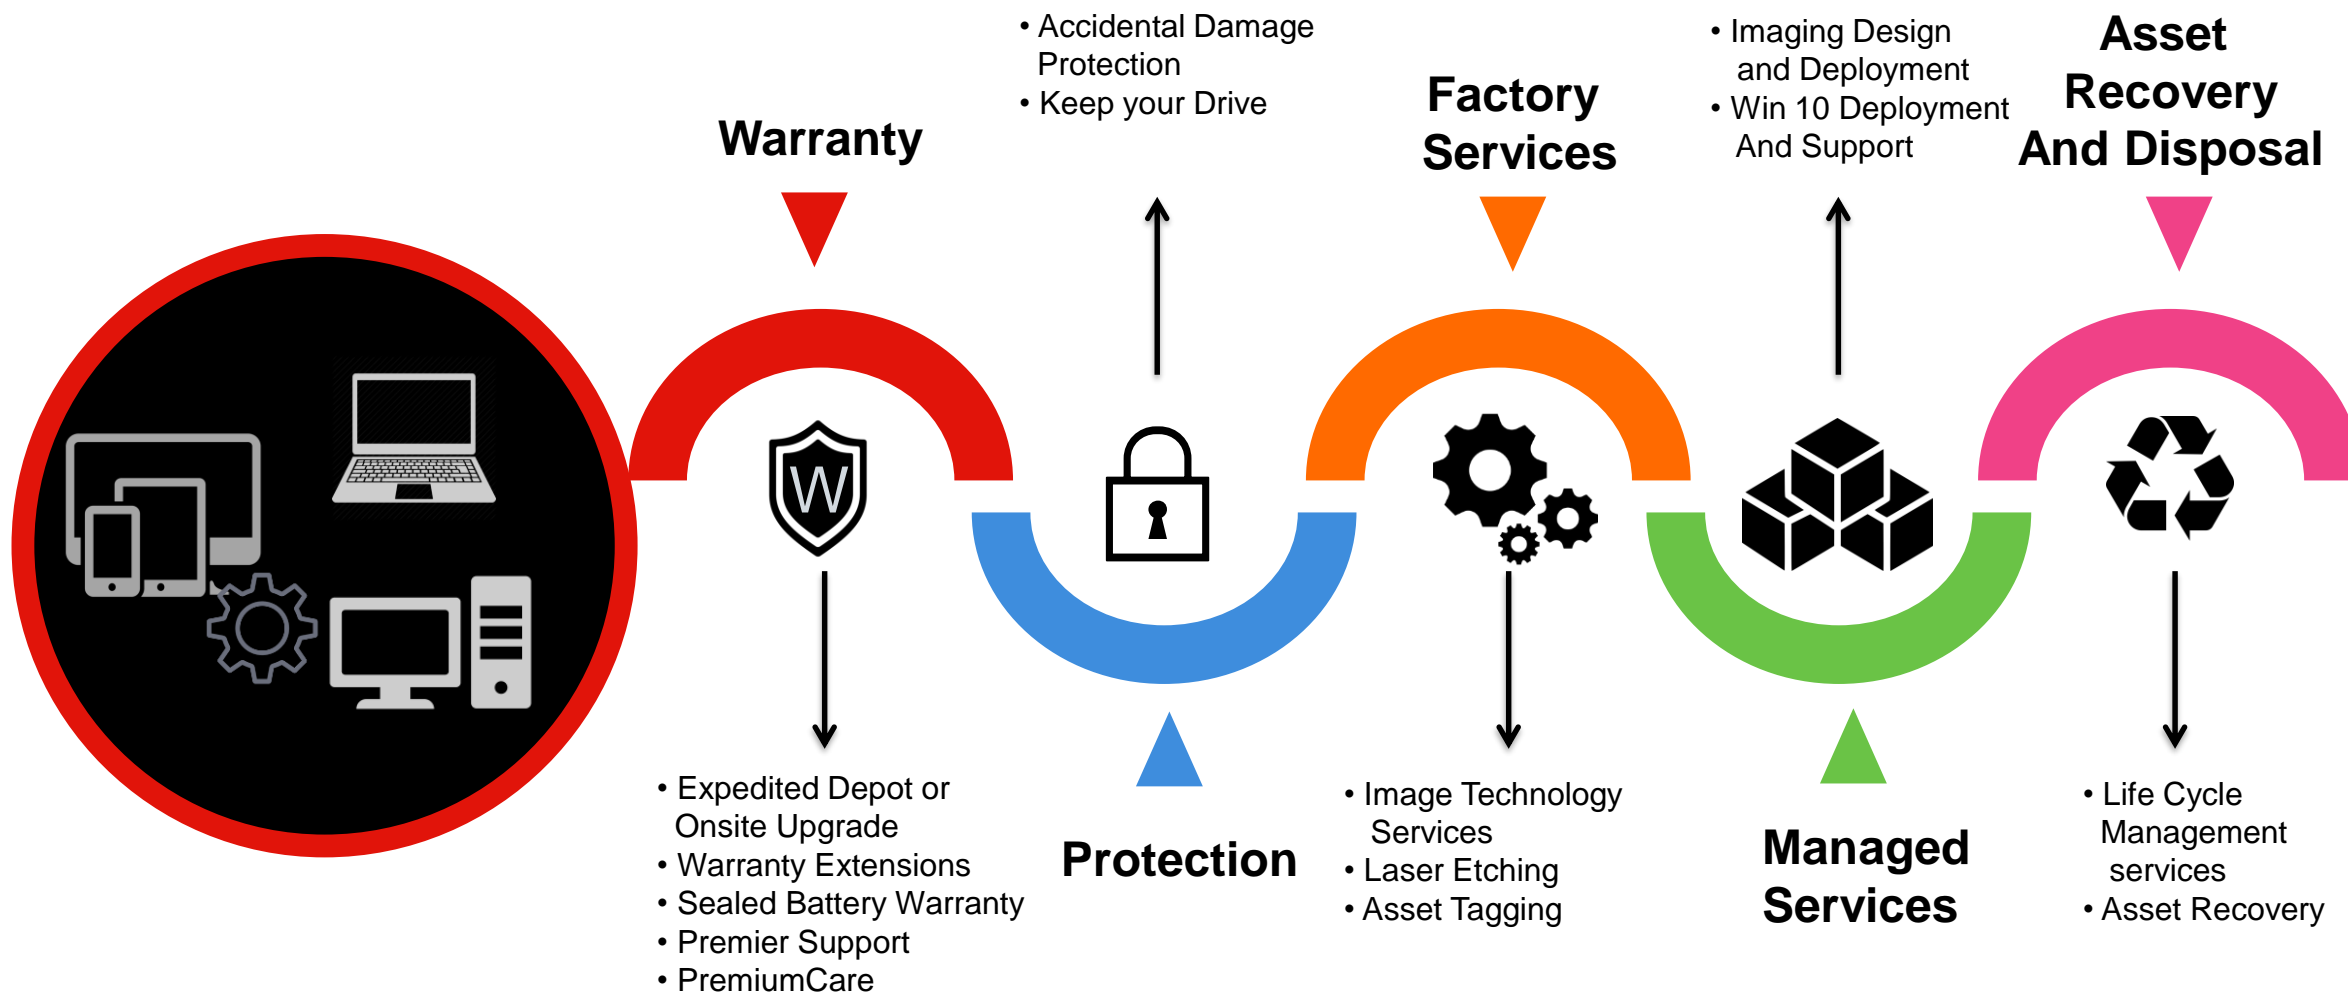 Warranty
W
• Expedited Depot or
Onsite Upgrade
• Warranty Extensions
• Sealed Battery Warranty
• Premier Support
• PremiumCare
• Accidental Damage
Protection
• Keep your Drive
Protection
Factory
Services
• Image Technology
Services
• Laser Etching
• Asset Tagging
• Imaging Design
and Deployment
• Win 10 Deployment
And Support
Managed
Services
Asset
Recovery
And Disposal
• Life Cycle
Management
services
• Asset Recovery